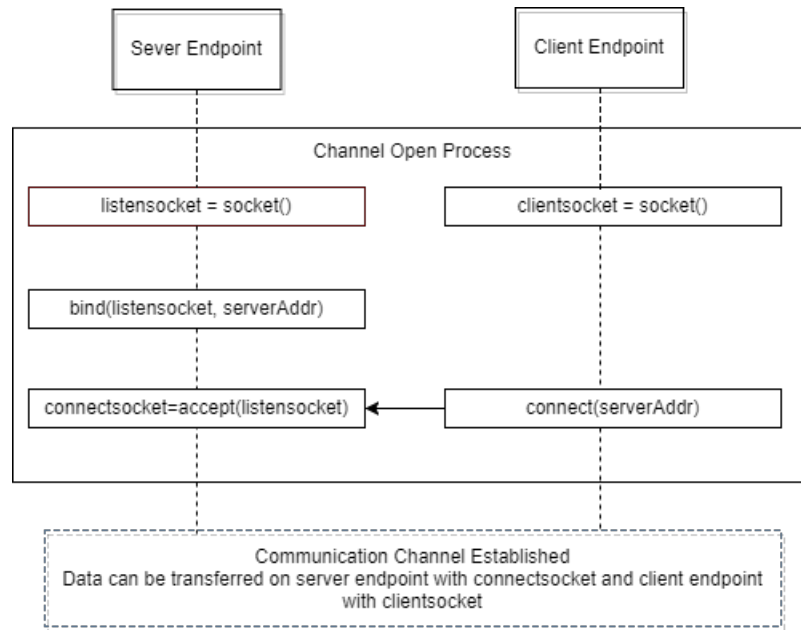 Sever Endpoint
Client Endpoint
Channel Open Process
listensocket = socket()
clientsocket = socket()
bind(listensocket, serverAddr)
connectsocket=accept(listensocket)
connect(serverAddr)
Communication Channel Established
Data can be transferred on server endpoint with connectsocket and client endpoint
with clientsocket